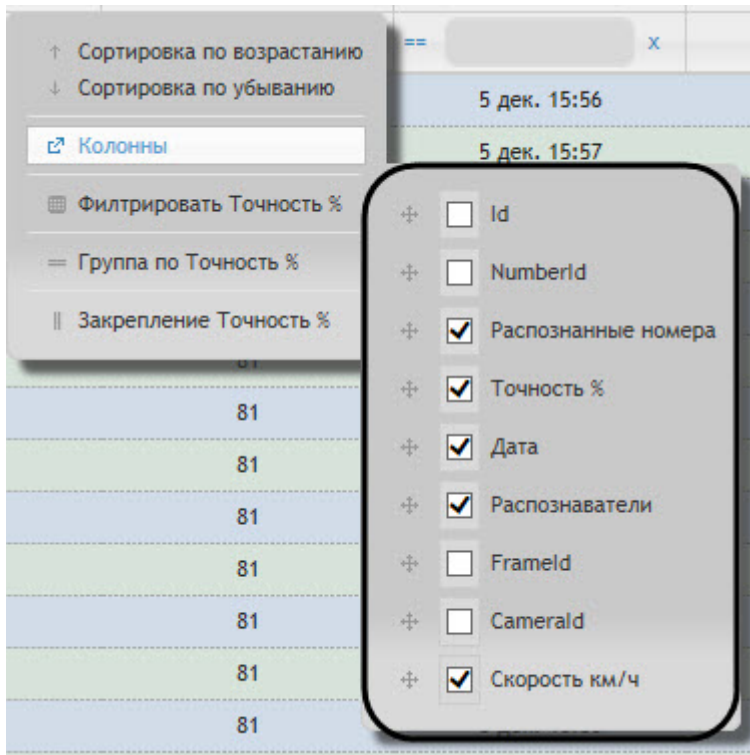 == x
↑ Сортировка по возрастанию
↓ Сортировка по убыванию
5 дек. 15:56
Колонны
5 дек. 15:57
Филтрировать Точность %
Группа по Точность %
Закрепление Точность %
Id
NumberId
Распознанные номера
Точность %
Дата
Распознаватели
FrameId
CameraId
Скорость км/ч
81
81
81
81
81
81
81